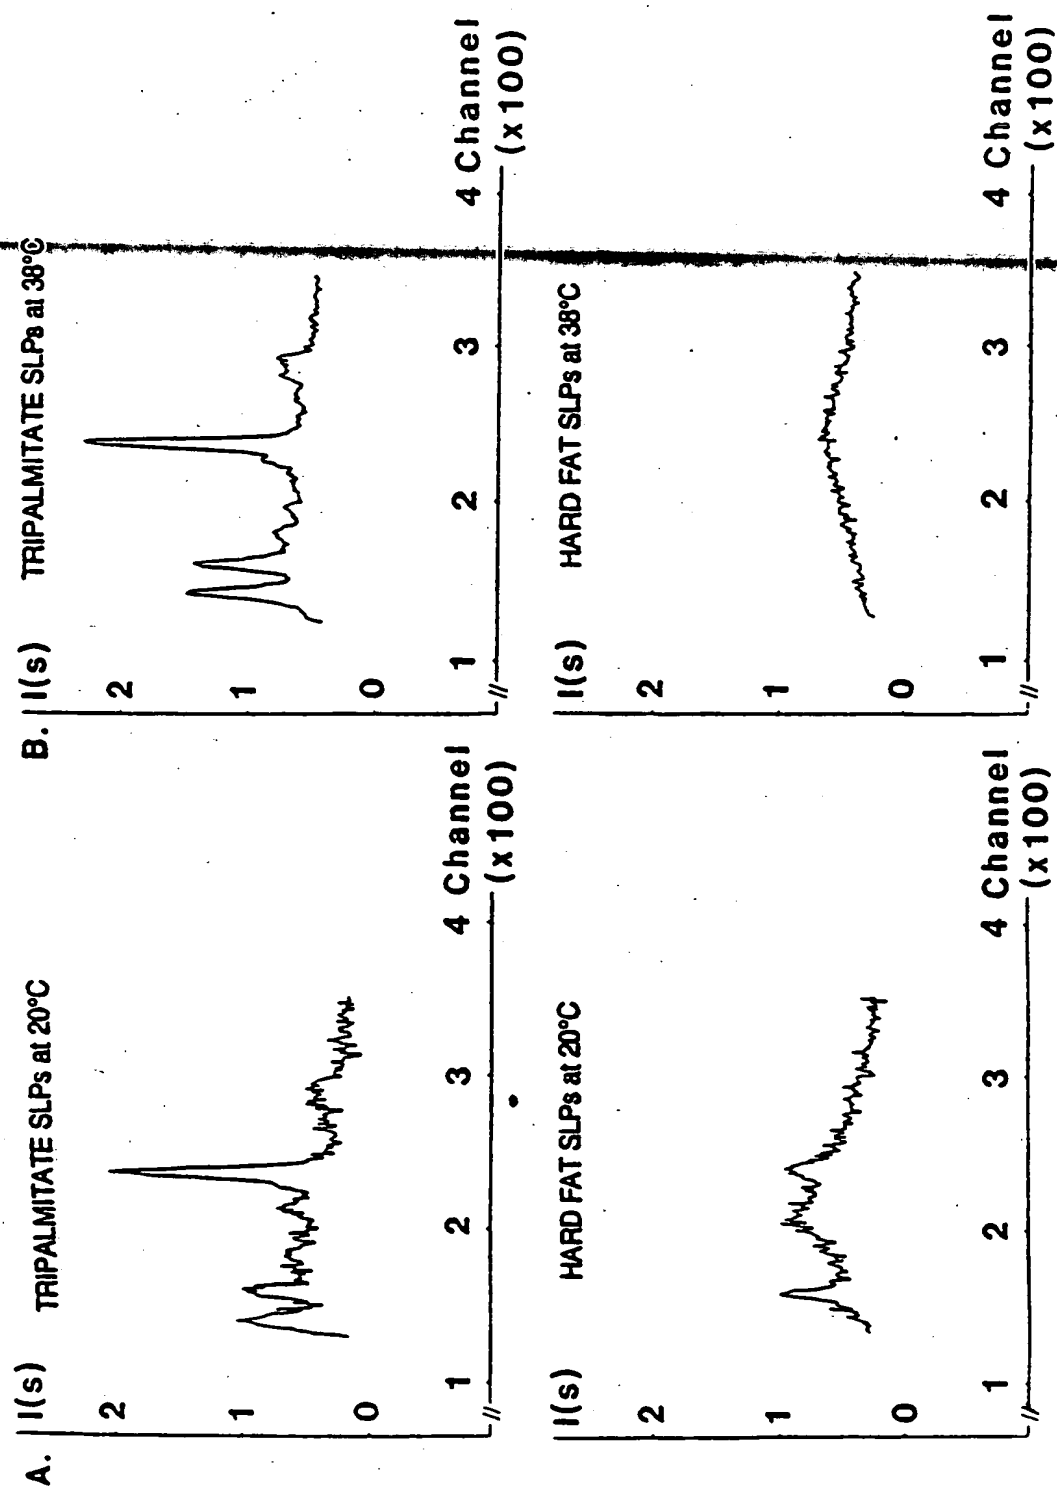 A.
I(s)
TRIPALMITATE SLPs at 20°C
2
1
0
1
2
3
4 Channel
(x100)
I(s)
HARD FAT SLPs at 20°C
2
1
0
1
2
3
4 Channel
(x100)
B.
I(s)
TRIPALMITATE SLPs at 38°C
2
1
0
1
2
3
4 Channel
(x100)
I(s)
HARD FAT SLPs at 38°C
2
1
0
1
2
3
4 Channel
(x100)